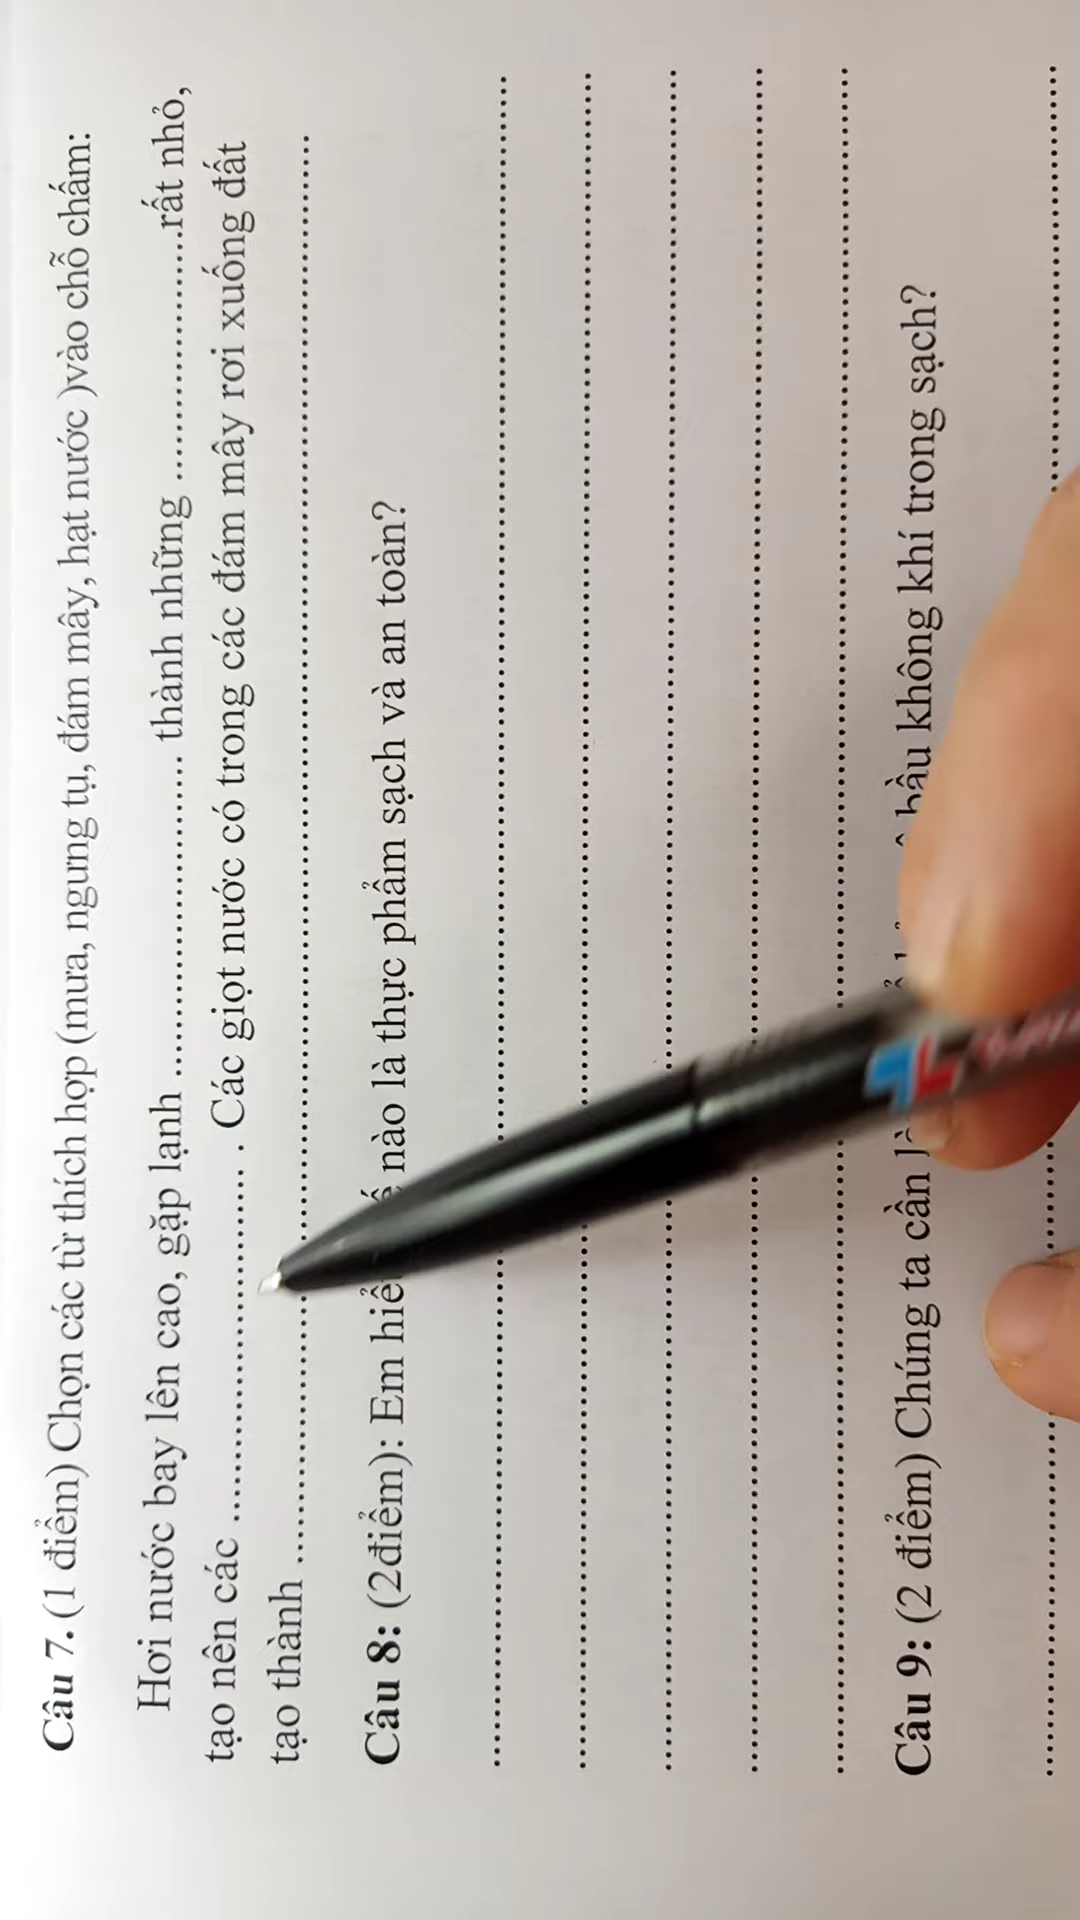 Câu 7. (1 điểm) Chọn các từ thích hợp (mưa, ngưng tụ, đám mây, hạt nước )vào chỗ chấm:
Hơi nước bay lên cao, gặp lạnh .............................. thành những ......................rất nhỏ,
tạo nên các .............................. . Các giọt nước có trong các đám mây rơi xuống đất
tạo thành ..............................................................................................................
Câu 8: (2điểm): Em hiểu nào là thực phẩm sạch và an toàn?
Câu 9: (2 điểm) Chúng ta cần bầu không khí trong sạch?